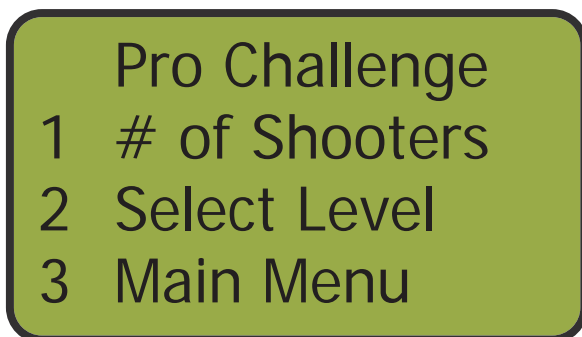 Pro Challenge
1 # of Shooters
2 Select Level
3 Main Menu